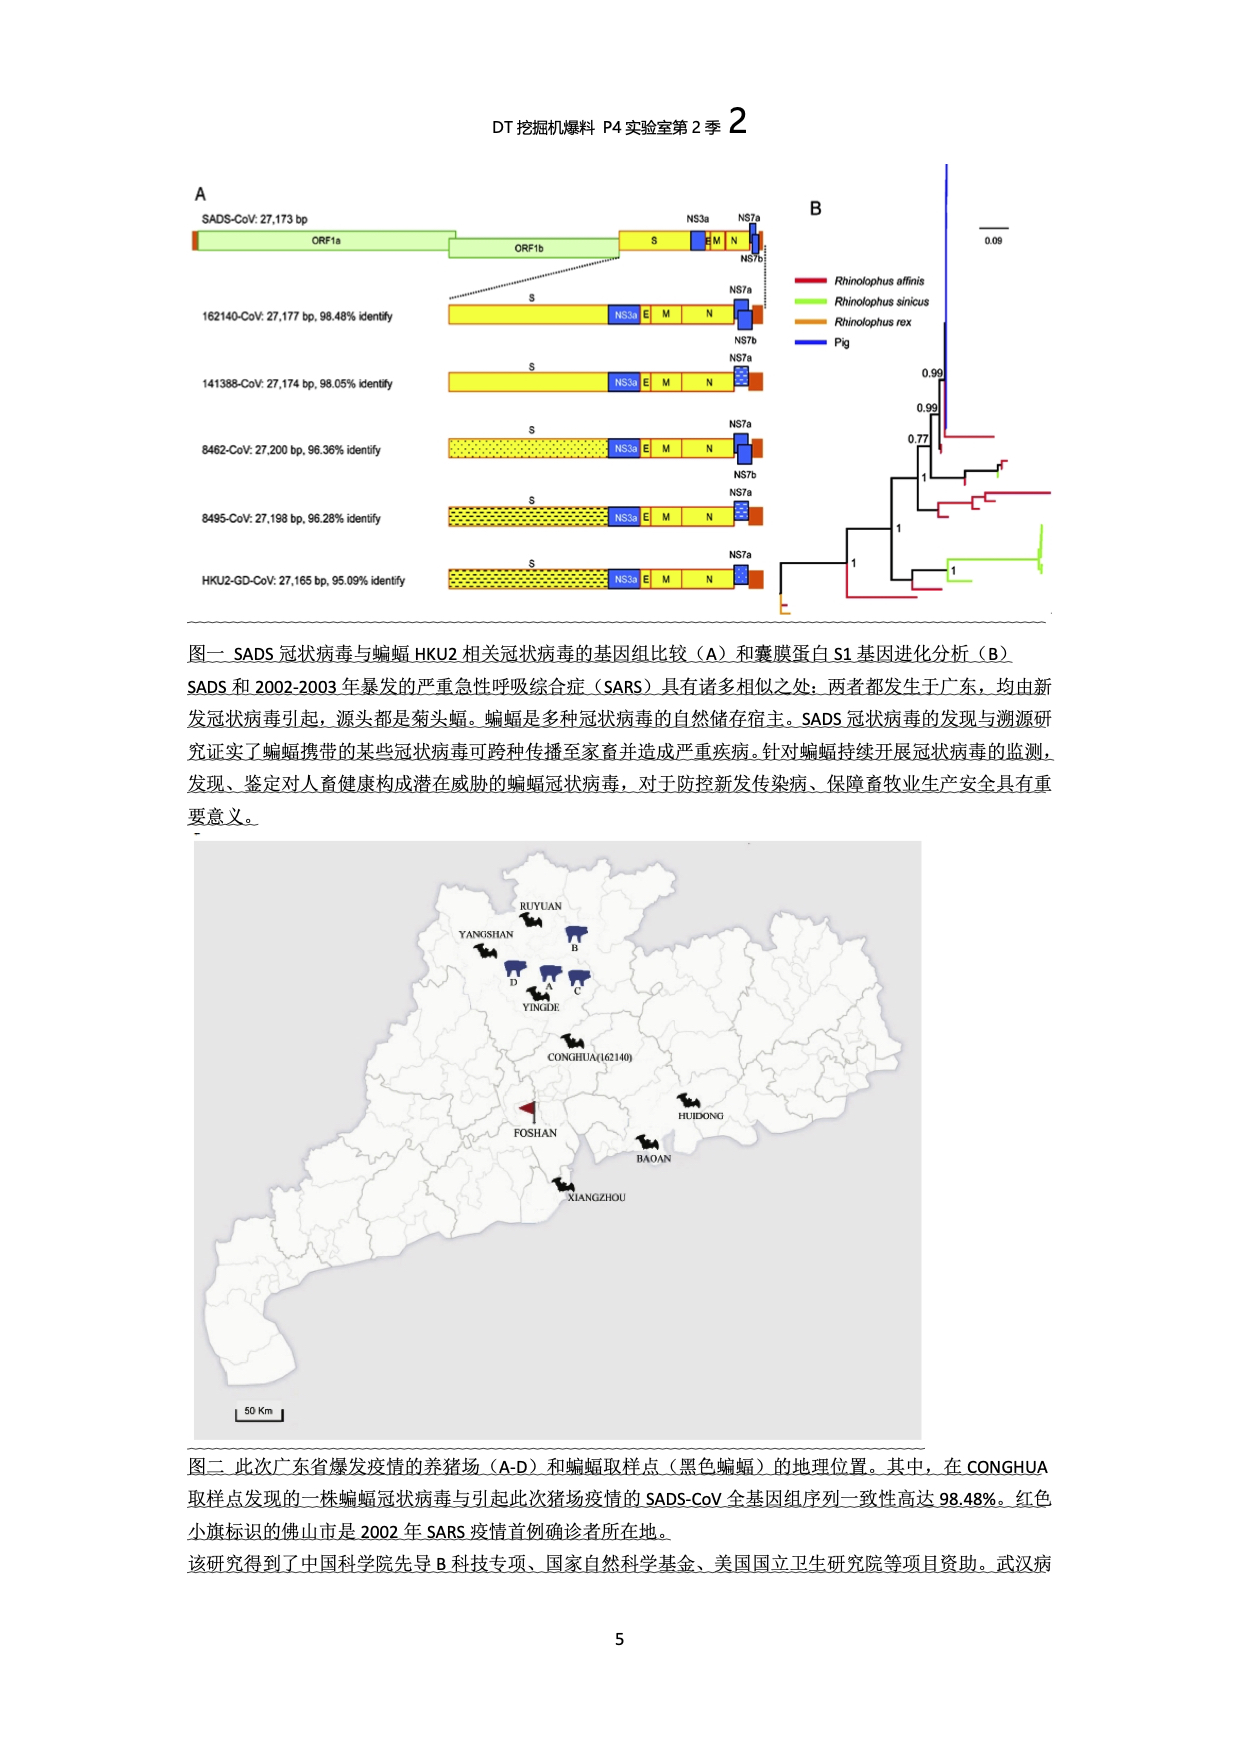 DT 挖掘机爆料 P4 实验室第 2 季 2
A
SADS-CoV: 27,173 bp
NS3a
NS7a
ORF1a
ORF1b
S
E
M
N
NS7b
S
NS7a
162140-CoV: 27,177 bp, 98.48% identify
NS3a
E
M
N
NS7b
S
NS7a
141388-CoV: 27,174 bp, 98.05% identify
NS3a
E
M
N
S
NS7a
8462-CoV: 27,200 bp, 96.36% identify
NS3a
E
M
N
NS7b
S
NS7a
8495-CoV: 27,198 bp, 96.28% identify
NS3a
E
M
N
S
NS7a
HKU2-GD-CoV: 27,165 bp, 95.09% identify
NS3a
E
M
N
B
0.09
Rhinolophus affinis
Rhinolophus sinicus
Rhinolophus rex
Pig
0.99
0.99
0.77
1
1
1
1
图一 SADS 冠状病毒与蝙蝠 HKU2 相关冠状病毒的基因组比较（A）和囊膜蛋白 S1 基因进化分析（B）
SADS 和 2002-2003 年暴发的严重急性呼吸综合症（SARS）具有诸多相似之处：两者都发生于广东，均由新
发冠状病毒引起，源头都是菊头蝠。蝙蝠是多种冠状病毒的自然储存宿主。SADS 冠状病毒的发现与溯源研
究证实了蝙蝠携带的某些冠状病毒可跨种传播至家畜并造成严重疾病。针对蝙蝠持续开展冠状病毒的监测，
发现、鉴定对人畜健康构成潜在威胁的蝙蝠冠状病毒，对于防控新发传染病、保障畜牧业生产安全具有重
要意义。
RUYUAN
YANGSHAN
B
D
A
C
YINGDE
CONGHUA(162140)
HUIDONG
FOSHAN
BAOAN
XIANGZHOU
50 Km
图二 此次广东省爆发疫情的养猪场（A-D）和蝙蝠取样点（黑色蝙蝠）的地理位置。其中，在 CONGHUA
取样点发现的一株蝙蝠冠状病毒与引起此次猪场疫情的 SADS-CoV 全基因组序列一致性高达 98.48%。红色
小旗标识的佛山市是 2002 年 SARS 疫情首例确诊者所在地。
该研究得到了中国科学院先导 B 科技专项、国家自然科学基金、美国国立卫生研究院等项目资助。武汉病
5